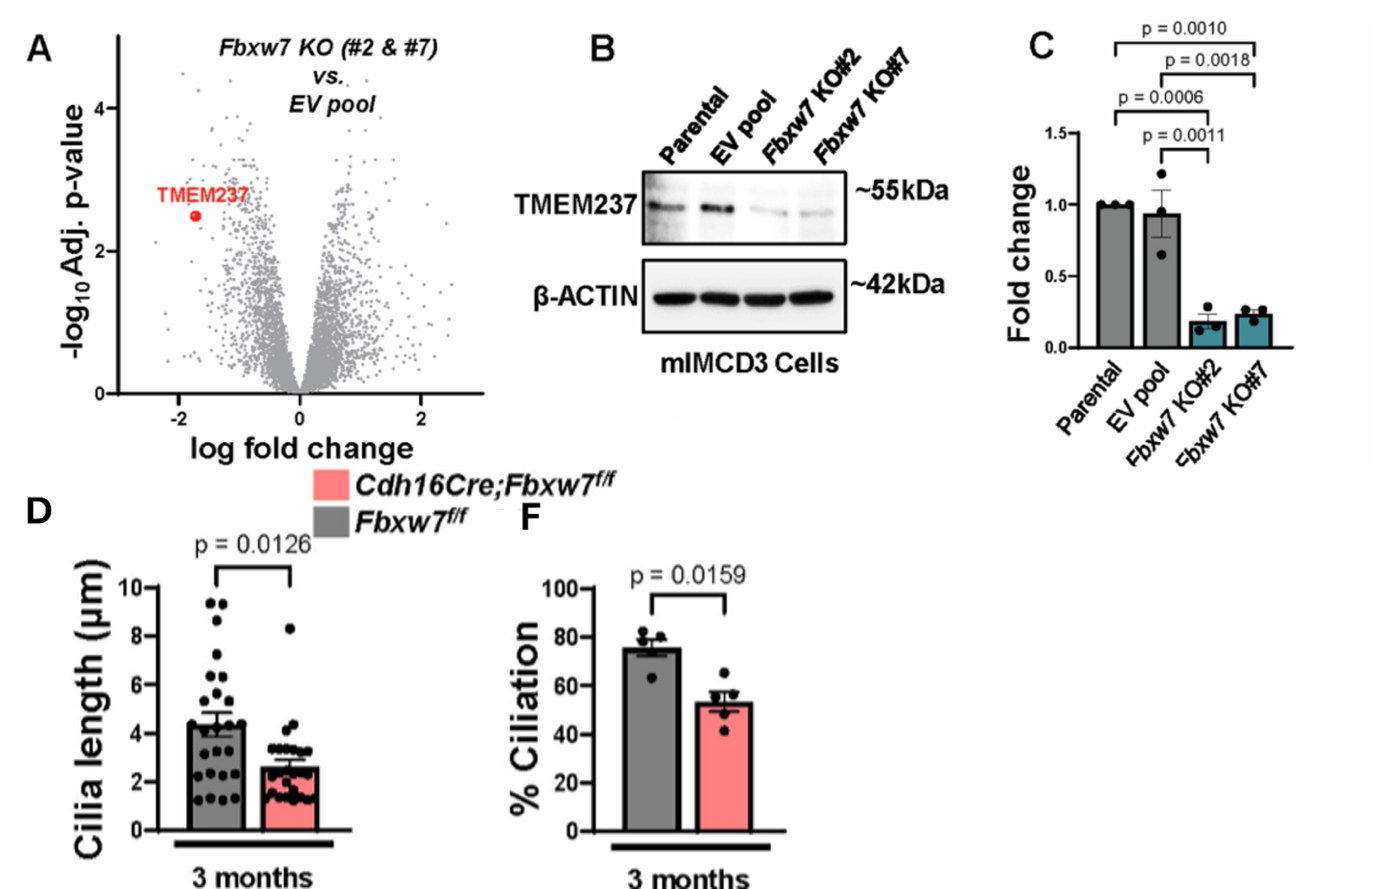 A
Fbxw7 KO (#2 & #7)
vs.
EV pool
TMEM237
-log10 Adj. p-value
4
2
0
-2
0
2
log fold change
B
Parental
EV pool
Fbxw7 KO#2
Fbxw7 KO#7
TMEM237
~55kDa
β-ACTIN
~42kDa
mIMCD3 Cells
C
p = 0.0010
p = 0.0018
p = 0.0006
p = 0.0011
Fold change
1.5
1.0
0.5
0.0
Parental
EV pool
Fbxw7 KO#2
Fbxw7 KO#7
Cdh16Cre;Fbxw7f/f
Fbxw7f/f
D
p = 0.0126
Cilia length (µm)
10
8
6
4
2
0
3 months
F
p = 0.0159
% Ciliation
100
80
60
40
20
0
3 months